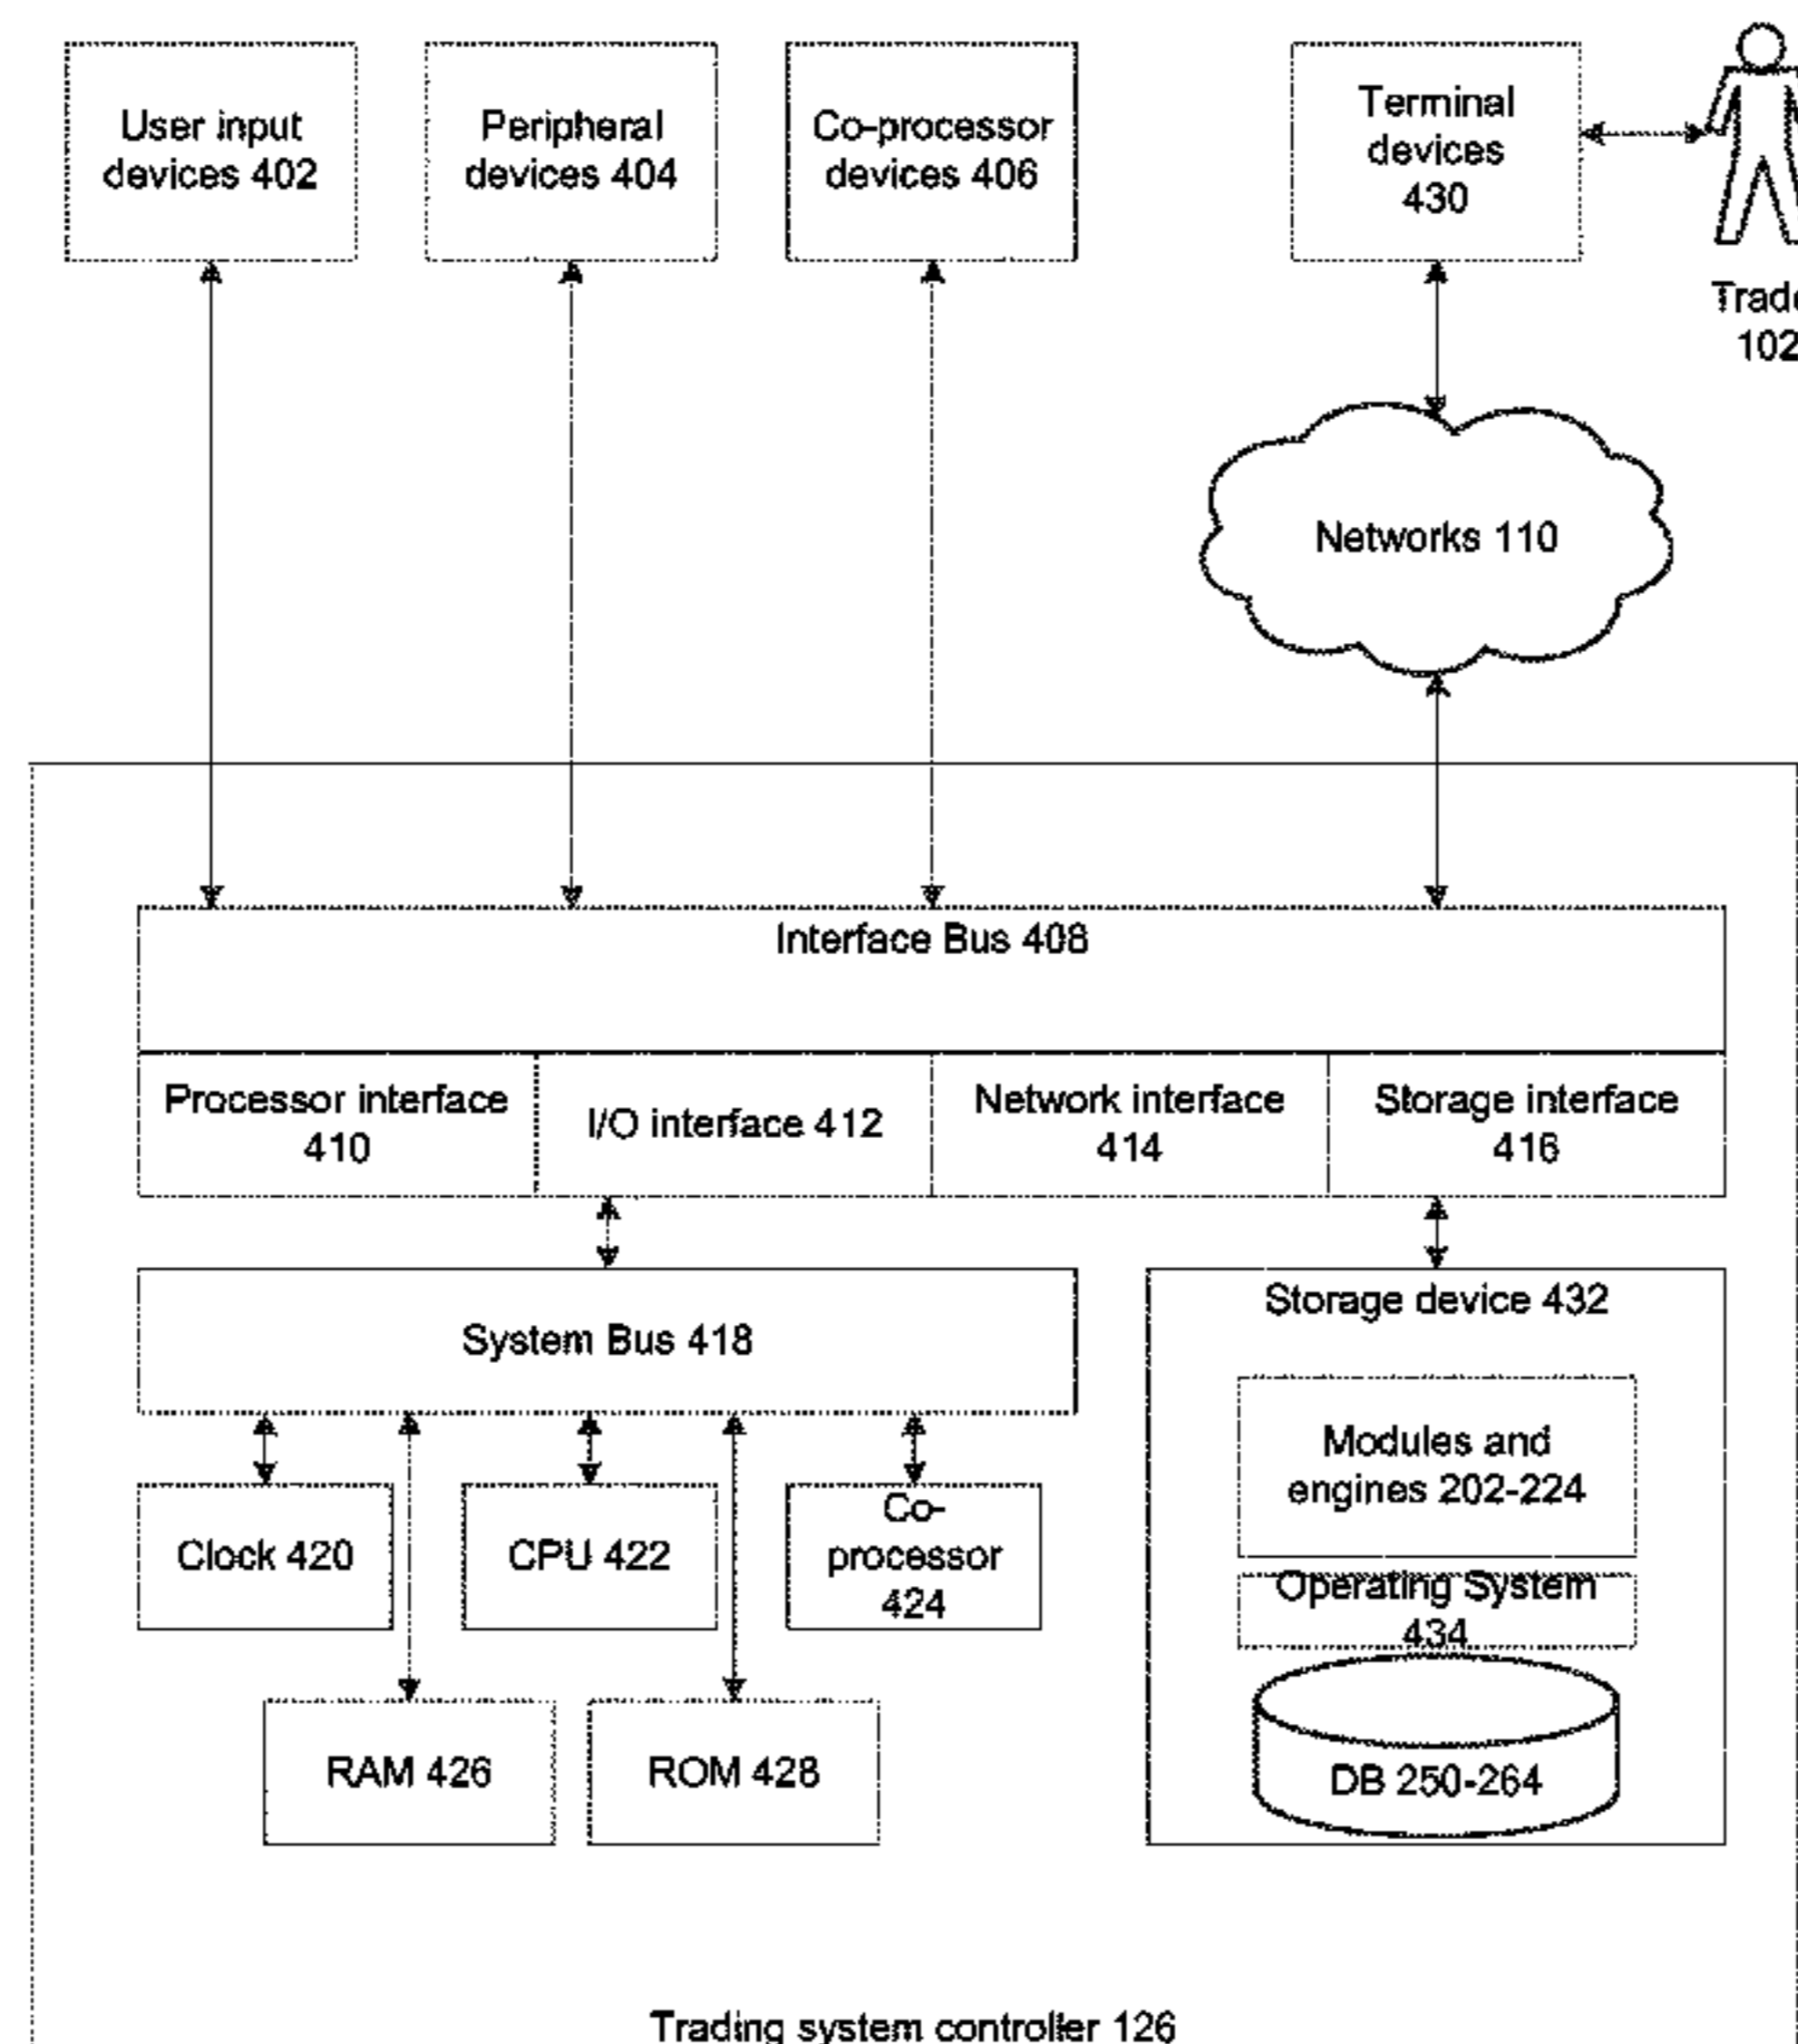 User input
devices 402
Peripheral
devices 404
Co-processor
devices 406
Terminal
devices
430
102
Networks 110
Interface Bus 408
Processor interface
410
I/O interface 412
Network interface
414
Storage interface
416
System Bus 418
Storage device 432
Modules and
engines 202-224
Operating System
434
DB 250-264
Clock 420
CPU 422
Co-
processor
424
RAM 426
ROM 428
Trading system controller 126